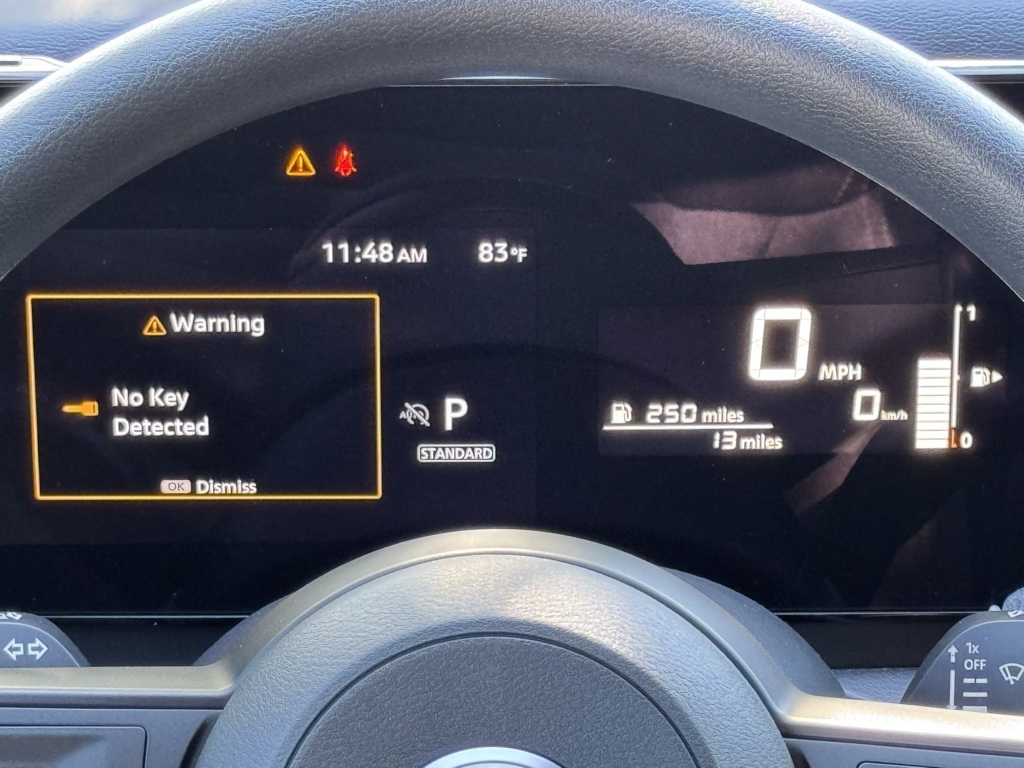 11:48 AM 83°F
Warning
No Key
Detected
OK Dismiss
AUTO P
STANDARD
0 MPH
0 km/h
250 miles
13 miles
1
0
1x
OFF